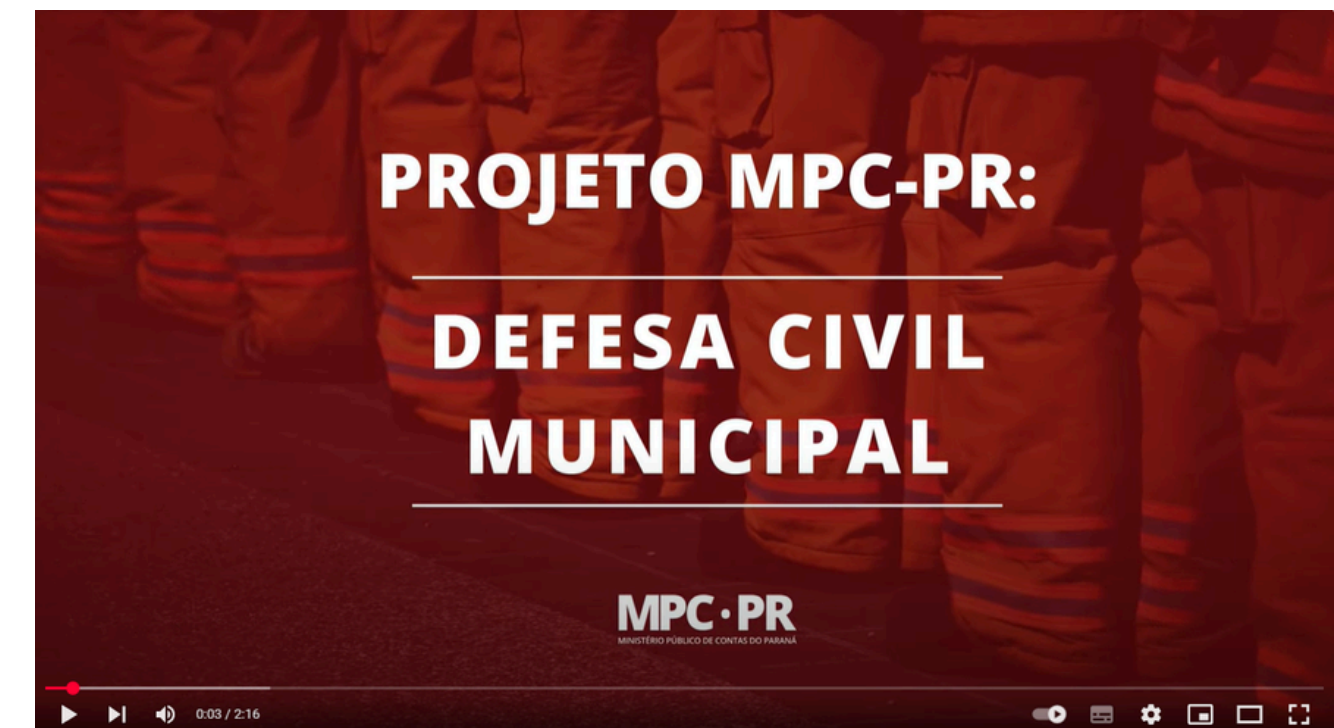 PROJETO MPC-PR:
DEFESA CIVIL
MUNICIPAL
MPC · PR
MINISTÉRIO PÚBLICO DE CONTAS DO PARANÁ
0:03 / 2:16